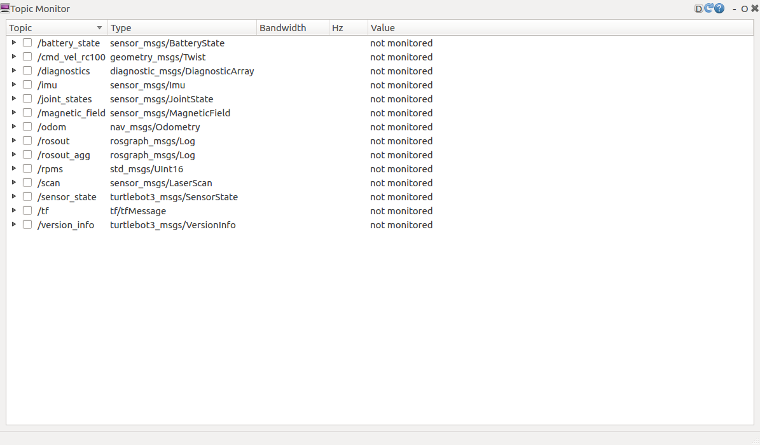 Topic Monitor
D ? - O
Topic Type Bandwidth Hz Value
/battery_state sensor_msgs/BatteryState not monitored
/cmd_vel_rc100 geometry_msgs/Twist not monitored
/diagnostics diagnostic_msgs/DiagnosticArray not monitored
/imu sensor_msgs/Imu not monitored
/joint_states sensor_msgs/JointState not monitored
/magnetic_field sensor_msgs/MagneticField not monitored
/odom nav_msgs/Odometry not monitored
/rosout rosgraph_msgs/Log not monitored
/rosout_agg rosgraph_msgs/Log not monitored
/rpms std_msgs/UInt16 not monitored
/scan sensor_msgs/LaserScan not monitored
/sensor_state turtlebot3_msgs/SensorState not monitored
/tf tf/tfMessage not monitored
/version_info turtlebot3_msgs/VersionInfo not monitored